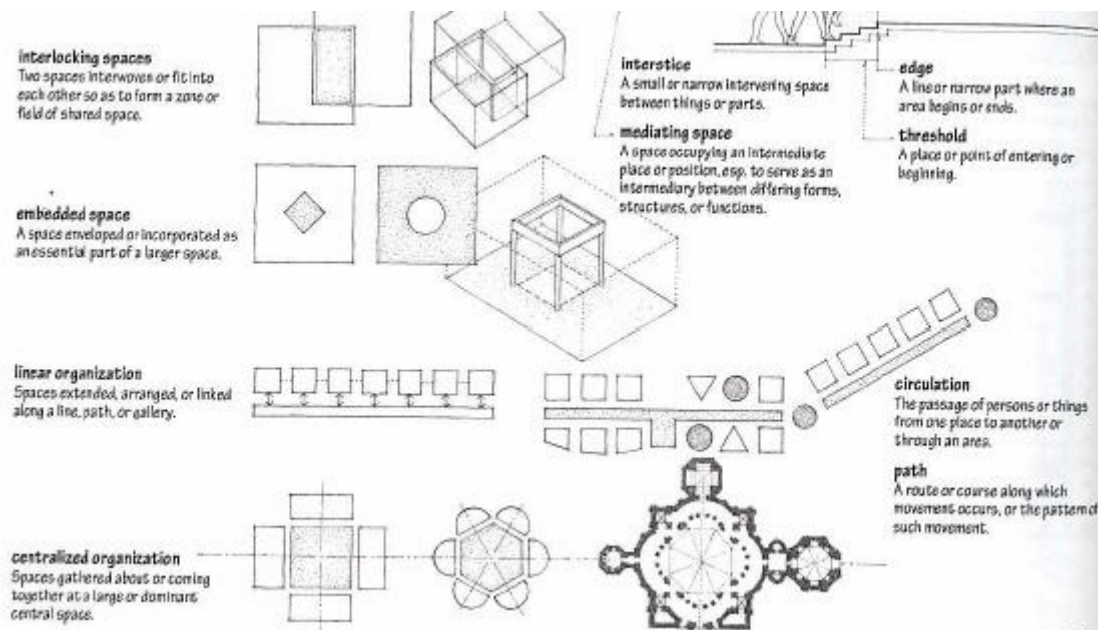 interlocking spaces
Two spaces interwoven or fit into
each other so as to form a zone or
field of shared space.
embedded space
A space enveloped or incorporated as
an essential part of a larger space.
linear organization
Spaces extended, arranged, or linked
along a line, path, or gallery.
centralized organization
Spaces gathered about or coming
together at a large or dominant
central space.
interstice
A small or narrow intervening space
between things or parts.
mediating space
A space occupying an intermediate
place or position, esp. to serve as an
intermediary between differing forms,
structures, or functions.
edge
A line or narrow part where an
area begins or ends.
threshold
A place or point of entering or
beginning.
circulation
The passage of persons or things
from one place to another or
through an area.
path
A route or course along which
movement occurs, or the pattern of
such movement.